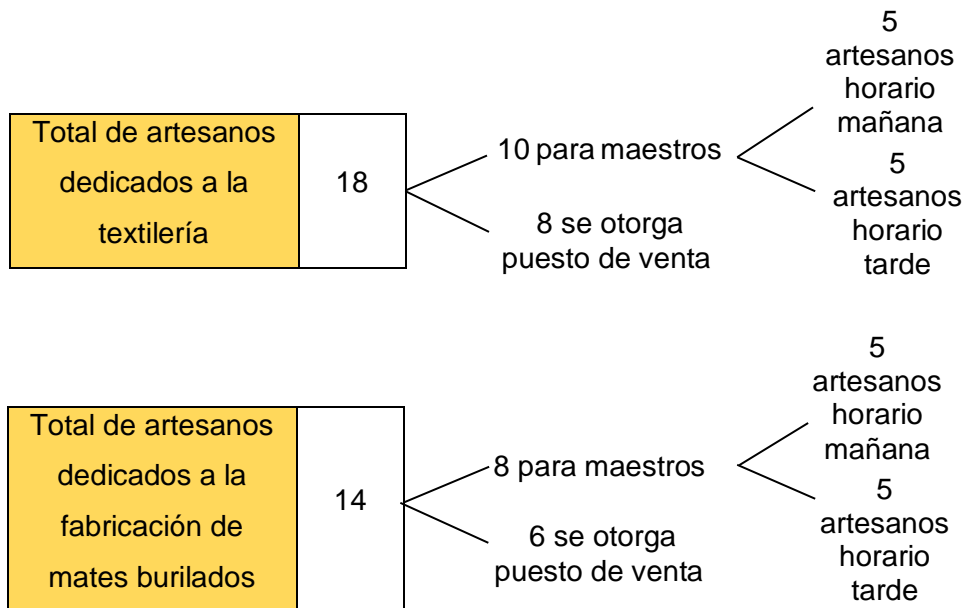 Total de artesanos
dedicados a la
textilería
18
10 para maestros
8 se otorga
puesto de venta
5
artesanos
horario
mañana
5
artesanos
horario
tarde
Total de artesanos
dedicados a la
fabricación de
mates burilados
14
8 para maestros
6 se otorga
puesto de venta
5
artesanos
horario
mañana
5
artesanos
horario
tarde